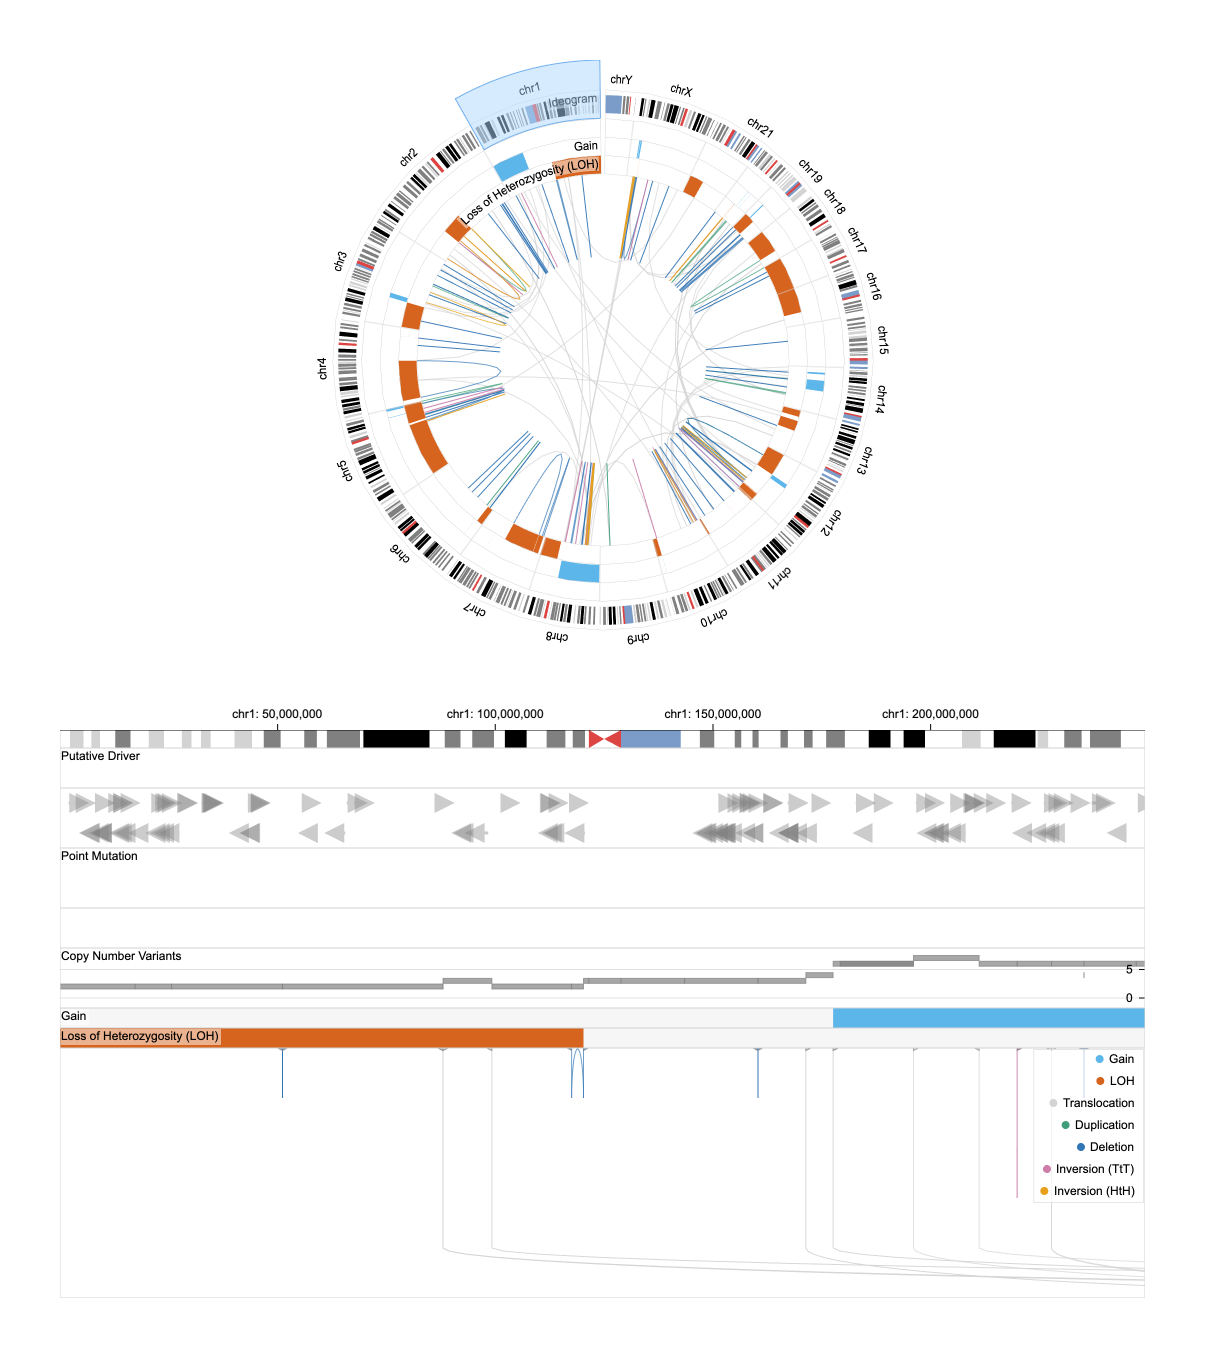 chrY
chrX
chr1
Ideogram
chr21
Gain
chr2
Loss of Heterozygosity (LOH)
chr19
chr18
chr17
chr3
chr16
chr15
chr4
chr14
chr13
chr5
chr12
chr6
chr11
chr7
chr10
chr8
chr9
chr1: 50,000,000
chr1: 100,000,000
chr1: 150,000,000
chr1: 200,000,000
Putative Driver
Point Mutation
Copy Number Variants
5
0
Gain
Loss of Heterozygosity (LOH)
Gain
LOH
Translocation
Duplication
Deletion
Inversion (TtT)
Inversion (HtH)